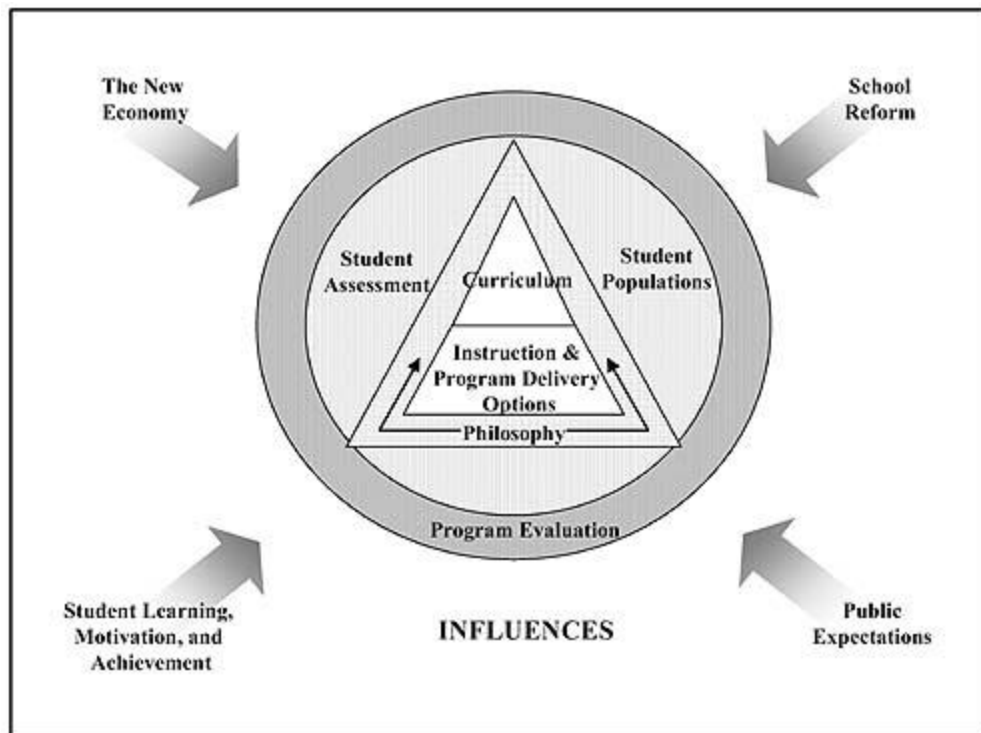 The New
Economy
School
Reform
Student
Assessment
Student
Populations
Curriculum
Instruction &
Program Delivery
Options
Philosophy
Program Evaluation
Student Learning,
Motivation, and
Achievement
INFLUENCES
Public
Expectations